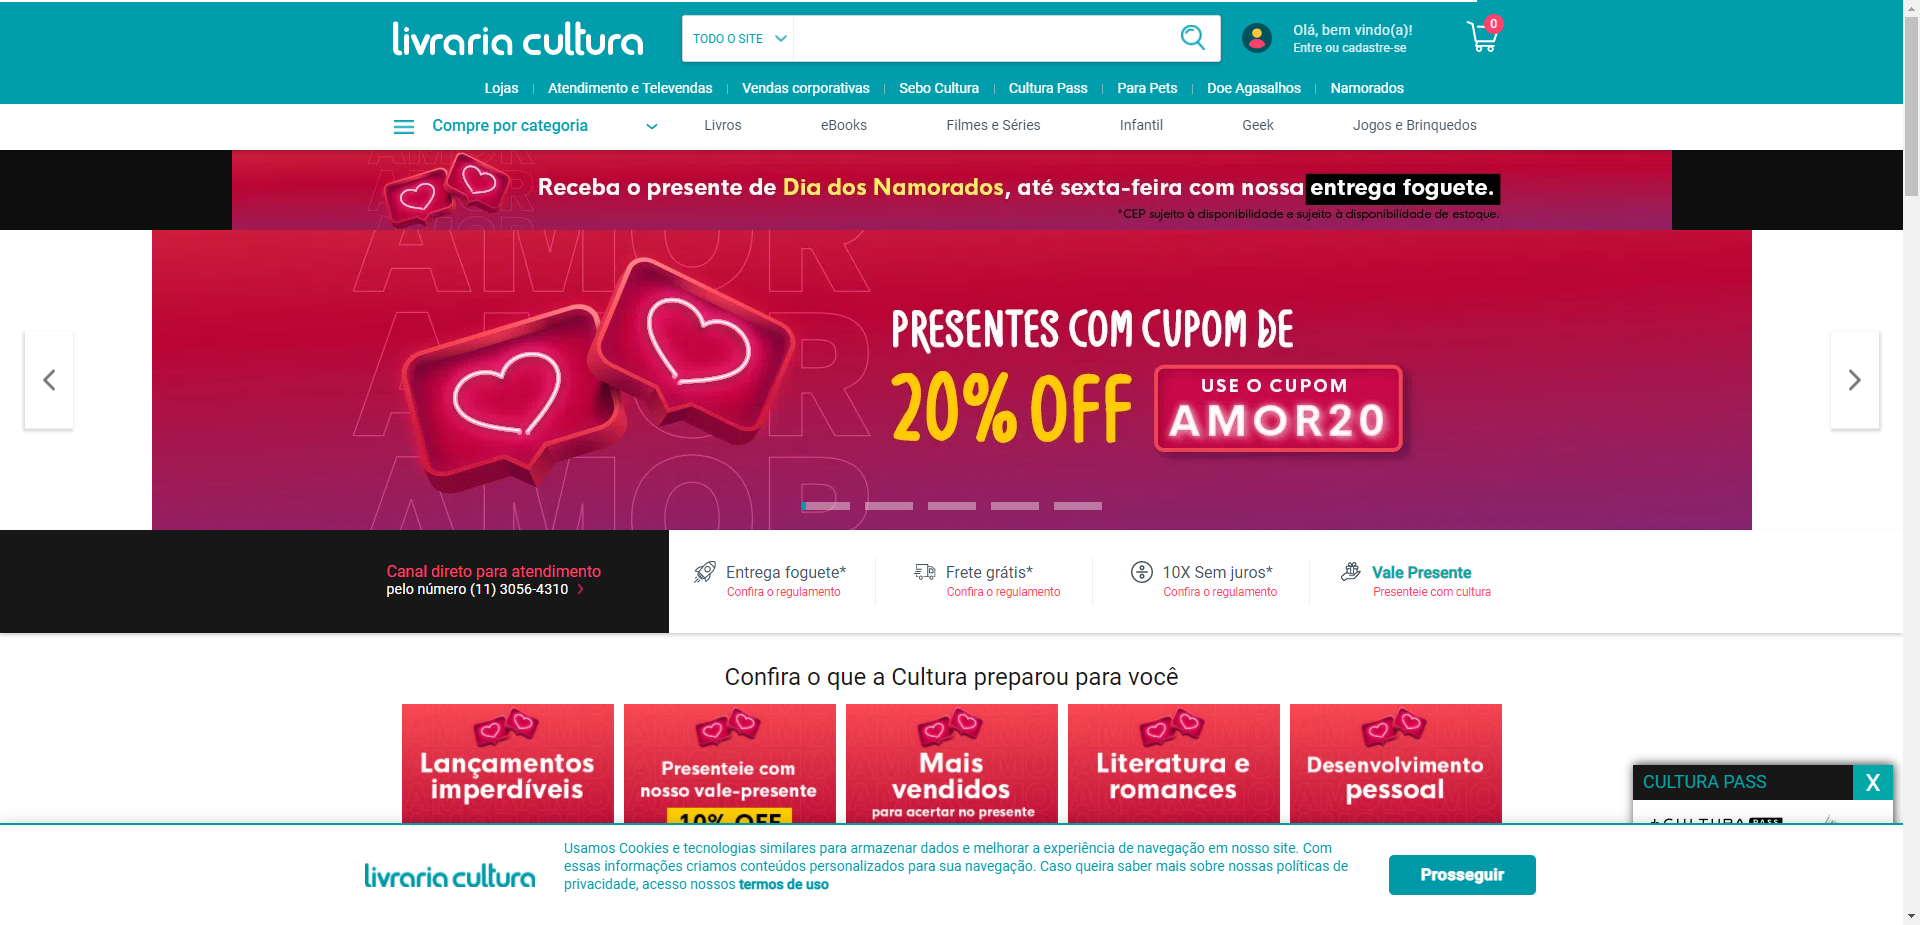 livraria cultura
TODO O SITE
Olá, bem vindo(a)!
Entre ou cadastre-se
0
Lojas
Atendimento e Televendas
Vendas corporativas
Sebo Cultura
Cultura Pass
Para Pets
Doe Agasalhos
Namorados
Compre por categoria
Livros
eBooks
Filmes e Séries
Infantil
Geek
Jogos e Brinquedos
Receba o presente de Dia dos Namorados, até sexta-feira com nossa entrega foguete.
*CEP sujeito à disponibilidade e sujeito à disponibilidade de estoque.
AMOR
AMOR
AMOR
PRESENTES COM CUPOM DE
20% OFF
USE O CUPOM
AMOR20
Canal direto para atendimento
pelo número (11) 3056-4310
Entrega foguete*
Confira o regulamento
Frete grátis*
Confira o regulamento
10X Sem juros*
Confira o regulamento
Vale Presente
Presenteie com cultura
Confira o que a Cultura preparou para você
Lançamentos
imperdíveis
Presenteie com
nosso vale-presente
10% OFF
Mais
vendidos
para acertar no presente
Literatura e
romances
Desenvolvimento
pessoal
CULTURA PASS
X
+CULTURA PASS
livraria cultura
Usamos Cookies e tecnologias similares para armazenar dados e melhorar a experiência de navegação em nosso site. Com
essas informações criamos conteúdos personalizados para sua navegação. Caso queira saber mais sobre nossas políticas de
privacidade, acesso nossos termos de uso
Prosseguir